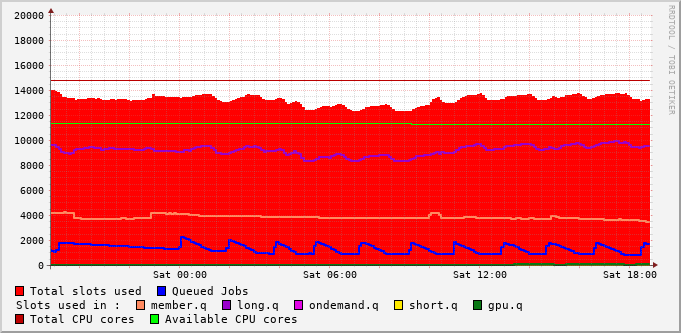 RRDTOOL / TOBI OETIKER
20000
18000
16000
14000
12000
10000
8000
6000
4000
2000
0
Sat 00:00 Sat 06:00 Sat 12:00 Sat 18:00
Total slots used Queued Jobs
Slots used in : member.q long.q ondemand.q short.q gpu.q
Total CPU cores Available CPU cores